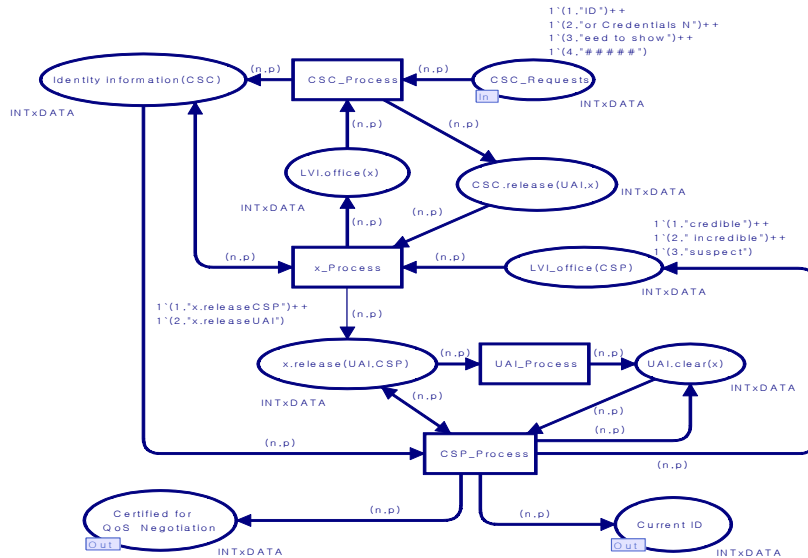 1`(1,"ID")++
1`(2,"or Credentials N")++
1`(3,"eed to show")++
1`(4,"#####")
Identity information(CSC)
(n,p)
CSC_Process
(n,p)
CSC_Requests
In
INTxDATA
INTxDATA
(n,p)
(n,p)
LVI.office(x)
CSC.release(UAI,x)
INTxDATA
INTxDATA
(n,p)
(n,p)
1`(1,"credible")++
1`(2," incredible")++
1`(3,"suspect")
(n,p)
x_Process
(n,p)
LVI_office(CSP)
INTxDATA
1`(1,"x.releaseCSP")++
1`(2,"x.releaseUAI")
(n,p)
x.release(UAI,CSP)
(n,p)
UAI_Process
(n,p)
UAI.clear(x)
INTxDATA
INTxDATA
(n,p)
(n,p)
(n,p)
(n,p)
CSP_Process
(n,p)
Certified for
QoS Negotiation
Out
INTxDATA
(n,p)
(n,p)
Current ID
Out
INTxDATA